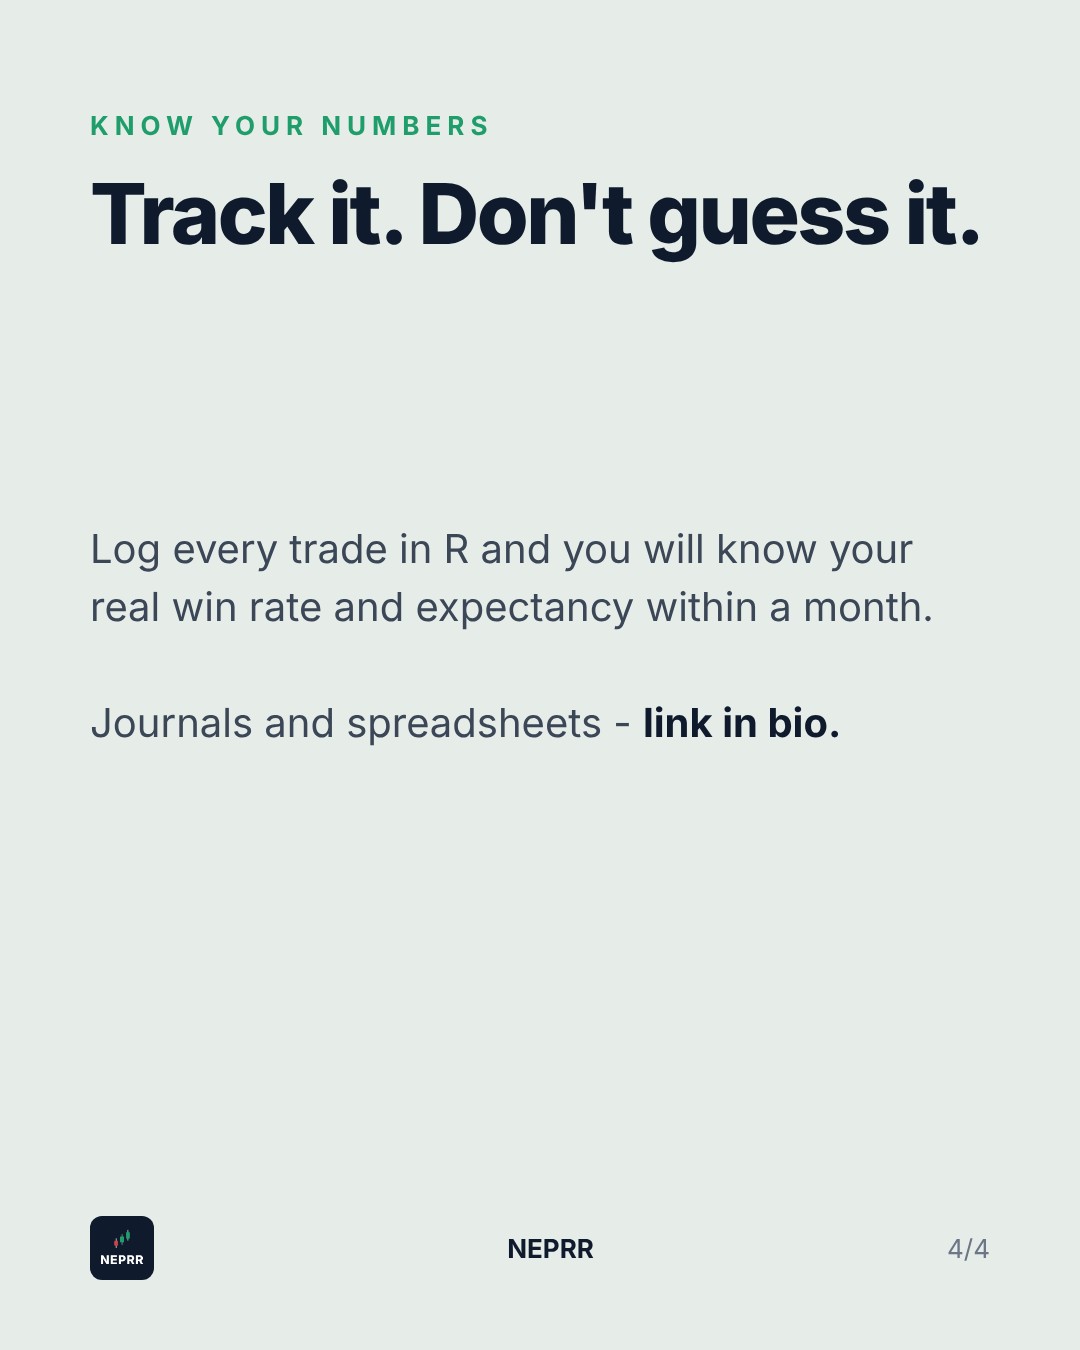 KNOW YOUR NUMBERS
Track it. Don't guess it.
Log every trade in R and you will know your
real win rate and expectancy within a month.
Journals and spreadsheets - link in bio.
NEPRR
NEPRR
4/4